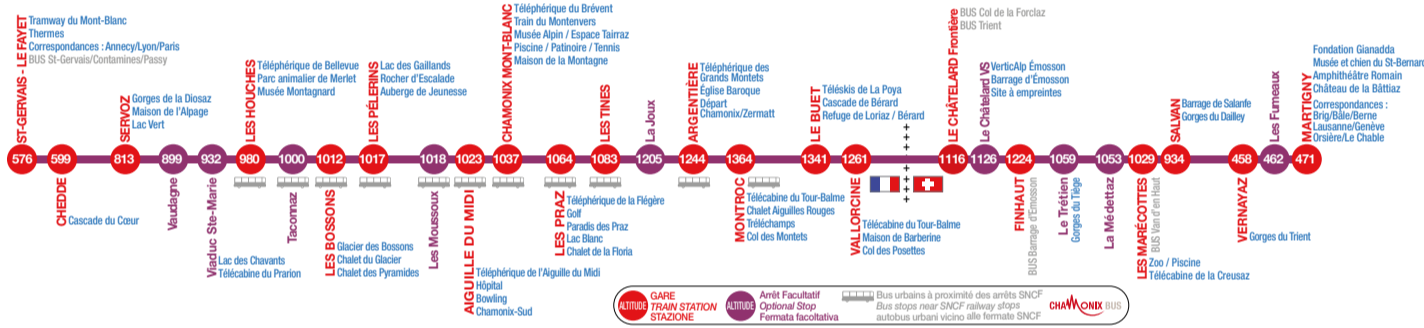 ST-GERVAIS - LE FAYET
Tramway du Mont-Blanc
Thermes
Correspondances : Annecy/Lyon/Paris
BUS St-Gervais/Contamines/Passy
576
599
CHEDDE
Cascade du Cœur
SERVOZ
Gorges de la Diosaz
Maison de l'Alpage
Lac Vert
813
899
Vaudagne
932
Viaduc Ste-Marie
Lac des Chavants
Télécabine du Prarion
LES HOUCHES
Téléphérique de Bellevue
Parc animalier de Merlet
Musée Montagnard
980
1000
Taconnaz
1012
LES BOSSONS
Glacier des Bossons
Chalet du Glacier
Chalet des Pyramides
LES PÉLERINS
Lac des Gaillands
Rocher d'Escalade
Auberge de Jeunesse
1017
1018
Les Moussoux
1023
AIGUILLE DU MIDI
Téléphérique de l'Aiguille du Midi
Hôpital
Bowling
Chamonix-Sud
CHAMONIX MONT-BLANC
Téléphérique du Brévent
Train du Montenvers
Musée Alpin / Espace Tairraz
Piscine / Patinoire / Tennis
Maison de la Montagne
1037
1064
LES PRAZ
Téléphérique de la Flégère
Golf
Paradis des Praz
Lac Blanc
Chalet de la Floria
LES TINES
1083
La Joux
1205
ARGENTIÈRE
Téléphérique des
Grands Montets
Église Baroque
Départ
Chamonix/Zermatt
1244
1364
MONTROC
Télécabine du Tour-Balme
Chalet Aiguilles Rouges
Téléchamps
Col des Montets
LE BUET
Téléskis de La Poya
Cascade de Bérard
Refuge de Loriaz / Bérard
1341
1261
VALLORCINE
Télécabine du Tour-Balme
Maison de Barberine
Col des Posettes
LE CHÂTELARD Frontière
BUS Col de la Forclaz
BUS Trient
1116
Le Châtelard VS
VerticAlp Émosson
Barrage d'Émosson
Site à empreintes
1126
1224
FINHAUT
BUS Barrage d'Emosson
1059
Le Trétien
Gorges du Tiège
1053
La Médettaz
1029
LES MARÉCOTTES
BUS Van d'en Haut
Zoo / Piscine
Télécabine de la Creusaz
SALVAN
Barrage de Salanfe
Gorges du Dailley
934
458
VERNAYAZ
Gorges du Trient
Les Fumeaux
462
MARTIGNY
Fondation Gianadda
Musée et chien du St-Bernard
Amphithéâtre Romain
Château de la Bâttiaz
Correspondances :
Brig/Bâle/Berne
Lausanne/Genève
Orsière/Le Chable
471
ALTITUDE
GARE
TRAIN STATION
STAZIONE
ALTITUDE
Arrêt Facultatif
Optional Stop
Fermata facoltativa
Bus urbains à proximité des arrêts SNCF
Bus stops near SNCF railway stops
autobus urbani vicino alle fermate SNCF
CHAMONIX BUS